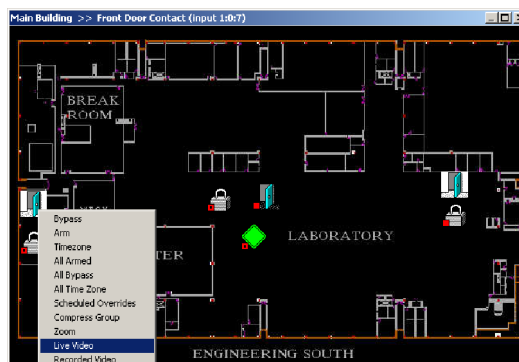 Main Building >> Front Door Contact (input 1:0:7)
BREAK
ROOM
Bypass
Arm
Timezone
All Armed
All Bypass
All Time Zone
Scheduled Overrides
Compress Group
Zoom
Live Video
Recorded Video
TER
LABORATORY
ENGINEERING SOUTH